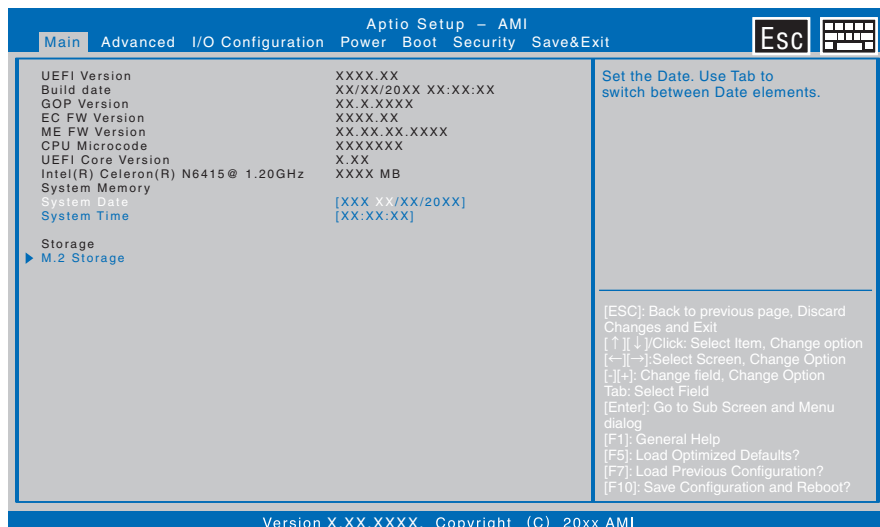 Aptio Setup – AMI
Main Advanced I/O Configuration Power Boot Security Save&Exit
Esc
UEFI Version XXXX.XX
Build date XX/XX/20XX XX:XX:XX
GOP Version XX.X.XXXX
EC FW Version XXXX.XX
ME FW Version XX.XX.XX.XXXX
CPU Microcode XXXXXXX
UEFI Core Version X.XX
Intel(R) Celeron(R) N6415@ 1.20GHz XXXX MB
System Memory
System Date [XXX XX/XX/20XX]
System Time [XX:XX:XX]
Storage
M.2 Storage
Set the Date. Use Tab to
switch between Date elements.
[ESC]: Back to previous page, Discard
Changes and Exit
[↑][↓]/Click: Select Item, Change option
[←][→]:Select Screen, Change Option
[-][+]: Change field, Change Option
Tab: Select Field
[Enter]: Go to Sub Screen and Menu
dialog
[F1]: General Help
[F5]: Load Optimized Defaults?
[F7]: Load Previous Configuration?
[F10]: Save Configuration and Reboot?
Version X.XX.XXXX. Copyright (C) 20xx AMI